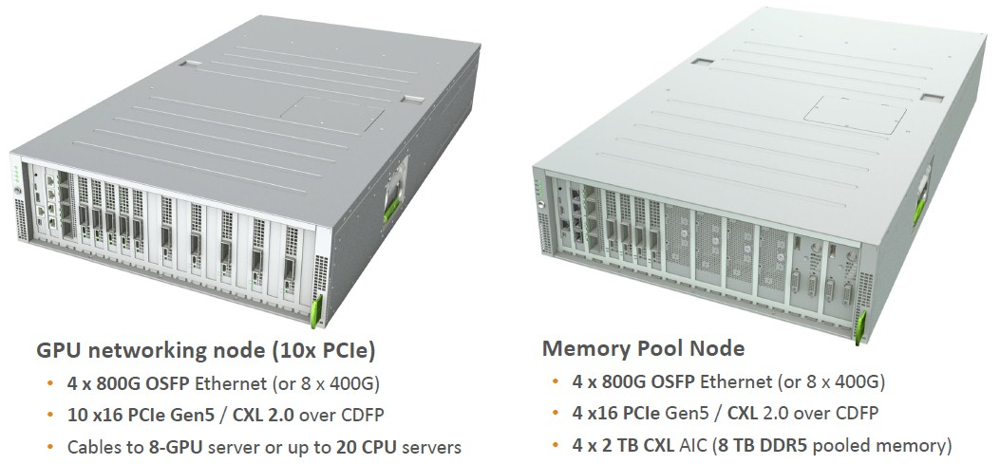 GPU networking node (10x PCIe)
• 4 x 800G OSFP Ethernet (or 8 x 400G)
• 10 x16 PCIe Gen5 / CXL 2.0 over CDFP
• Cables to 8-GPU server or up to 20 CPU servers
Memory Pool Node
• 4 x 800G OSFP Ethernet (or 8 x 400G)
• 4 x16 PCIe Gen5 / CXL 2.0 over CDFP
• 4 x 2 TB CXL AIC (8 TB DDR5 pooled memory)